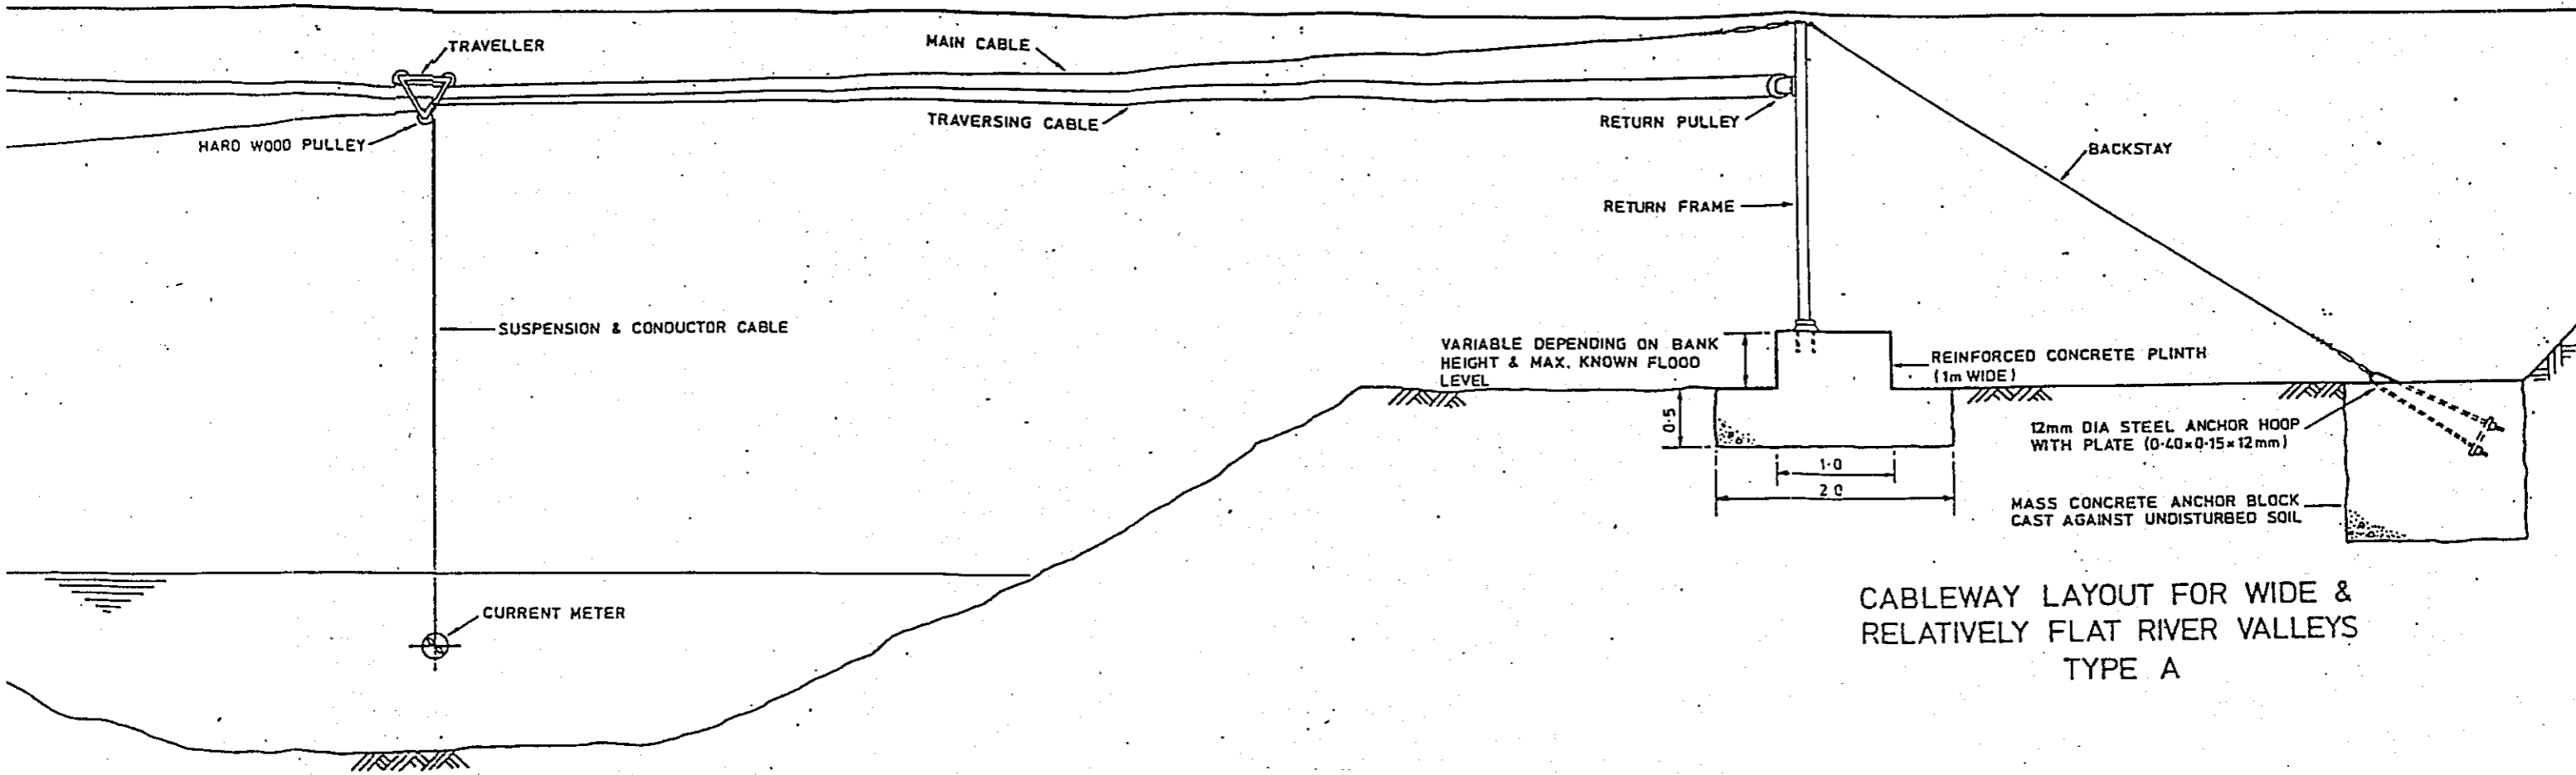 TRAVELLER
MAIN CABLE
TRAVERSING CABLE
HARD WOOD PULLEY
RETURN PULLEY
BACKSTAY
RETURN FRAME
SUSPENSION & CONDUCTOR CABLE
VARIABLE DEPENDING ON BANK
HEIGHT & MAX. KNOWN FLOOD
LEVEL
REINFORCED CONCRETE PLINTH
(1m WIDE)
0·5
12mm DIA STEEL ANCHOR HOOP
WITH PLATE (0·40×0·15×12mm)
1·0
2·0
MASS CONCRETE ANCHOR BLOCK
CAST AGAINST UNDISTURBED SOIL
CURRENT METER
CABLEWAY LAYOUT FOR WIDE &
RELATIVELY FLAT RIVER VALLEYS
TYPE A